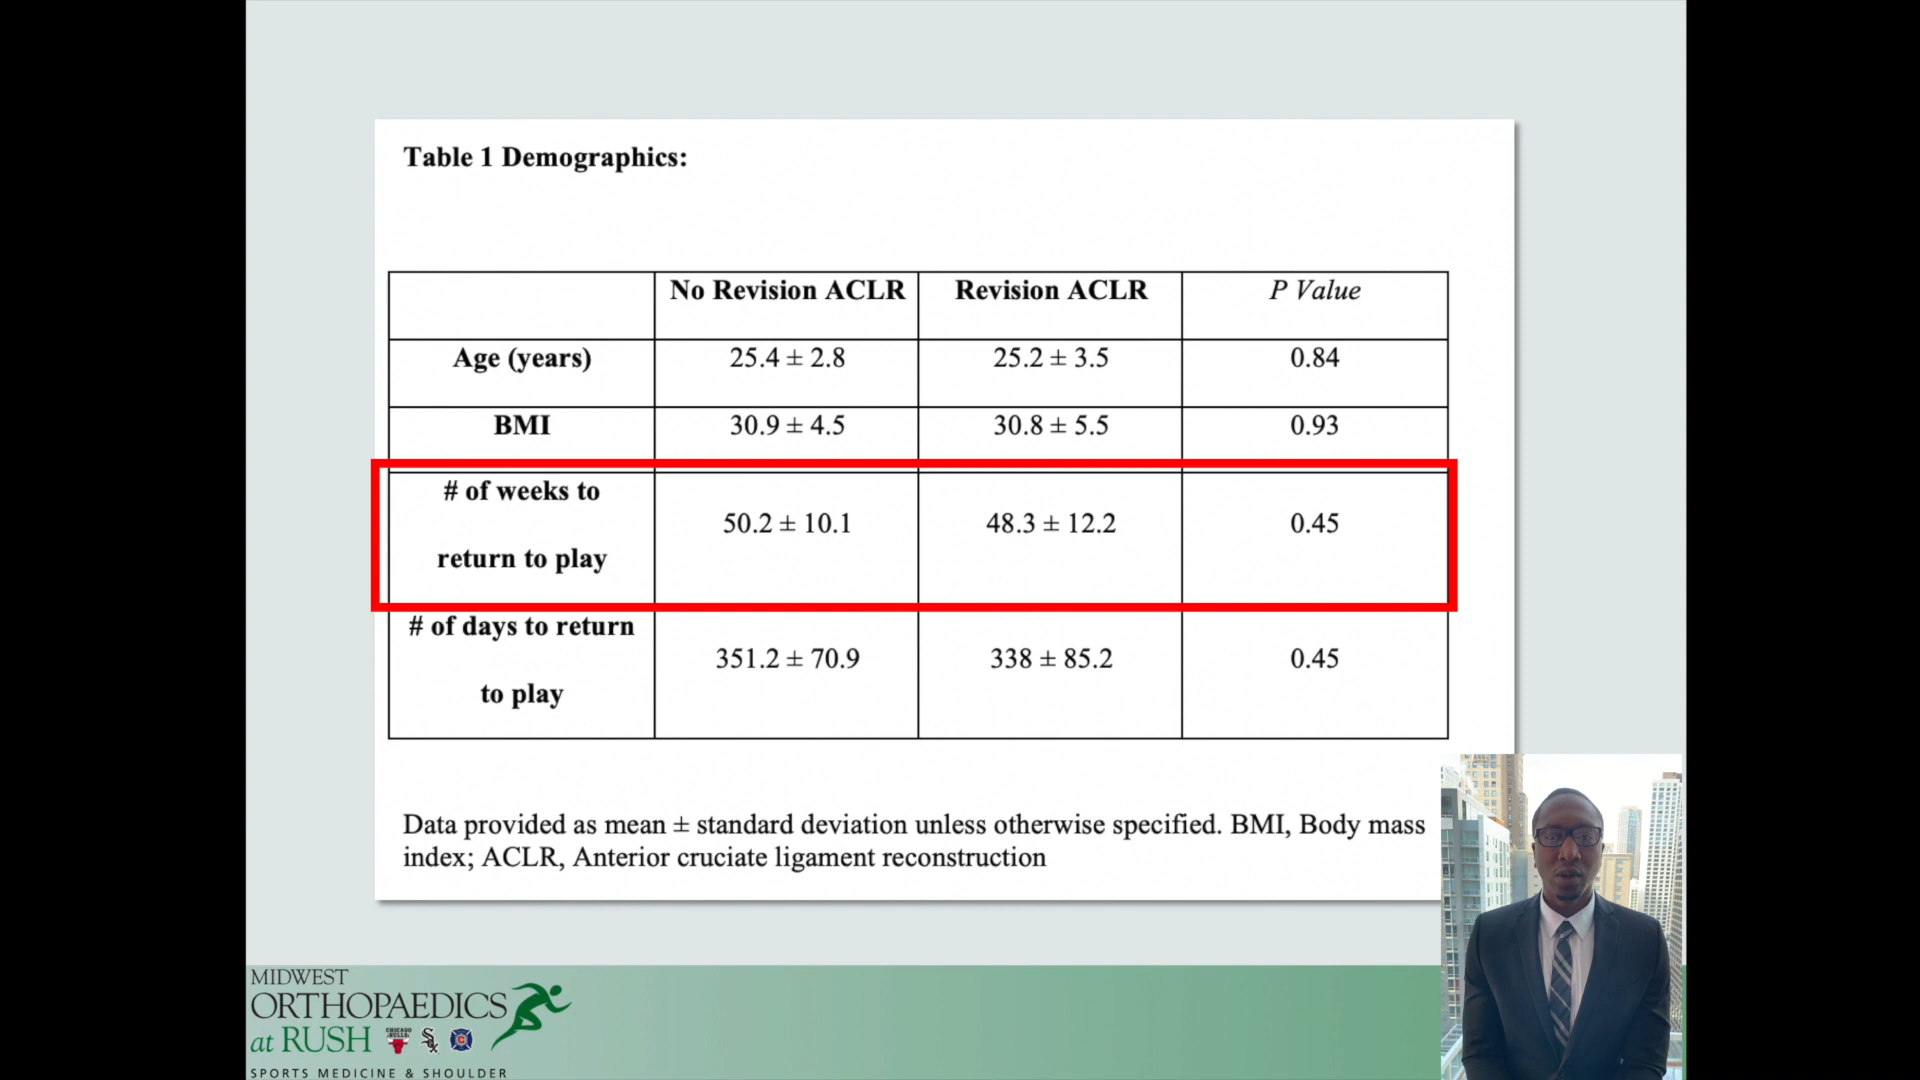 Table 1 Demographics:
No Revision ACLR Revision ACLR P Value
Age (years) 25.4 ± 2.8 25.2 ± 3.5 0.84
BMI 30.9 ± 4.5 30.8 ± 5.5 0.93
# of weeks to
return to play 50.2 ± 10.1 48.3 ± 12.2 0.45
# of days to return
to play 351.2 ± 70.9 338 ± 85.2 0.45
Data provided as mean ± standard deviation unless otherwise specified. BMI, Body mass
index; ACLR, Anterior cruciate ligament reconstruction
MIDWEST
ORTHOPAEDICS
at RUSH CHICAGO BULLS Sox C
SPORTS MEDICINE & SHOULDER